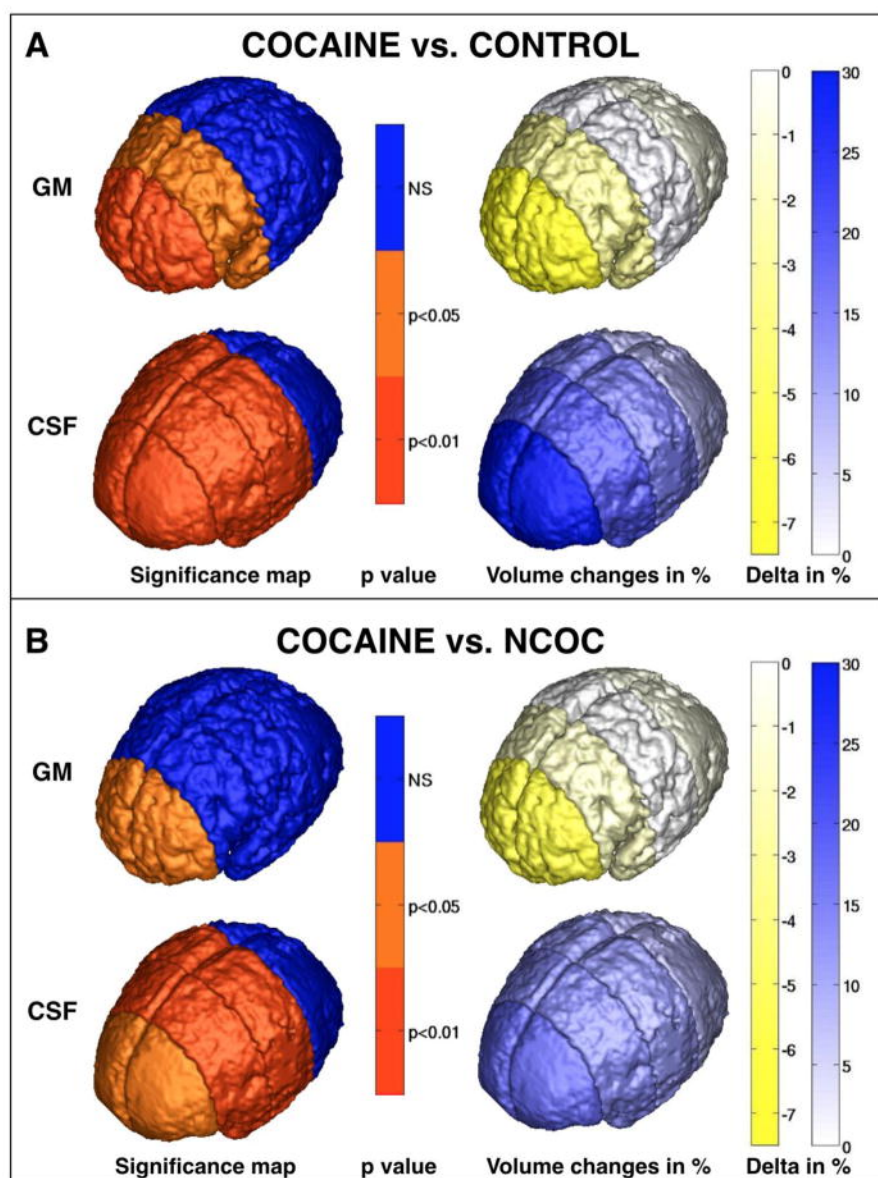 A COCAINE vs. CONTROL
GM
NS
p<0.05
p<0.01
CSF
0
-1
-2
-3
-4
-5
-6
-7
30
25
20
15
10
5
0
Significance map p value Volume changes in % Delta in %
B COCAINE vs. NCOC
GM
NS
p<0.05
p<0.01
CSF
0
-1
-2
-3
-4
-5
-6
-7
30
25
20
15
10
5
0
Significance map p value Volume changes in % Delta in %